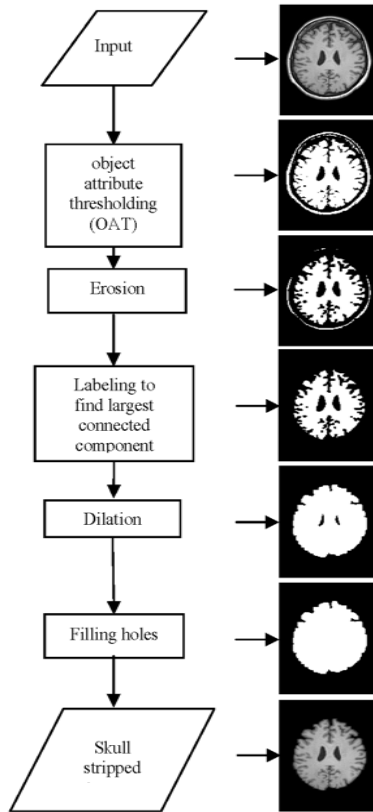 Input
object
attribute
thresholding
(OAT)
Erosion
Labeling to
find largest
connected
component
Dilation
Filling holes
Skull
stripped